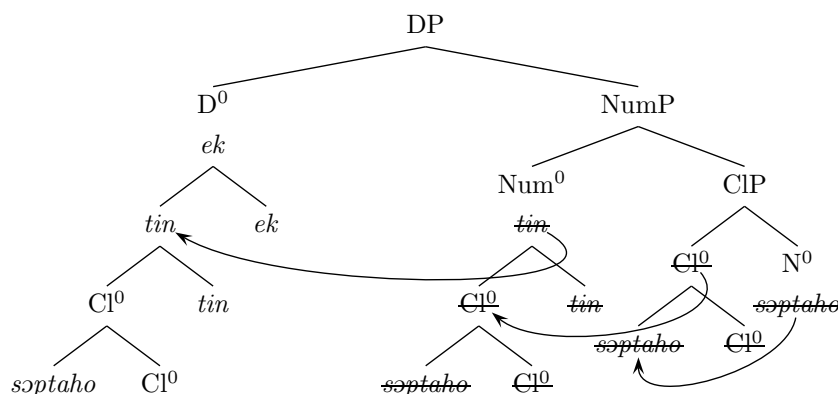 DP
D⁰ NumP
ek
Num⁰ ClP
tin ek tin Cl⁰ N⁰
Cl⁰ tin Cl⁰ tin sɔptaho
sɔptaho Cl⁰
sɔptaho Cl⁰ sɔptaho Cl⁰